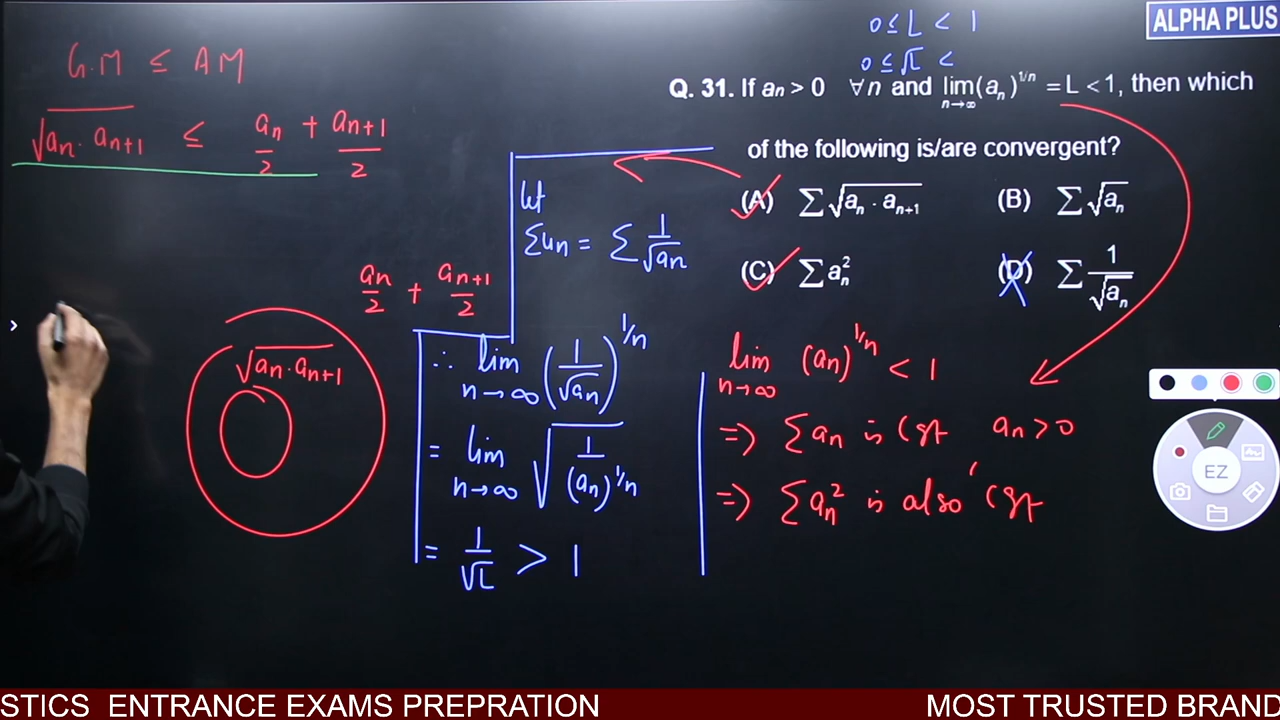 ALPHA PLUS
G.M ≤ AM
√(an · an+1) ≤ an/2 + an+1/2
0 ≤ L < 1
0 ≤ √L <
Q. 31. If an > 0 ∀n and lim n→∞ (an)^1/n = L < 1, then which
of the following is/are convergent?
(A) ∑ √(an · an+1) (B) ∑ √an
(C) ∑ an² (D) ∑ 1/√an
let
∑un = ∑ 1/√an
an/2 + an+1/2
√(an · an+1)
∴ lim n→∞ (1/√an)^1/n
= lim n→∞ √(1/(an)^1/n)
= 1/√L > 1
lim n→∞ (an)^1/n < 1
=> ∑an is Cgt an > 0
=> ∑an² is also Cgt
EZ
STICS ENTRANCE EXAMS PREPRATION MOST TRUSTED BRAND